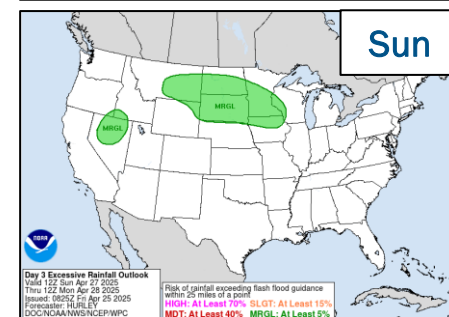 Sun
MRGL
MRGL
NOAA
Day 3 Excessive Rainfall Outlook
Valid 12Z Sun Apr 27 2025
Thru 12Z Mon Apr 28 2025
Issued: 0825Z Fri Apr 25 2025
Forecaster: HURLEY
DOC/NOAA/NWS/NCEP/WPC
Risk of rainfall exceeding flash flood guidance
within 25 miles of a point
HIGH: At Least 70% SLGT: At Least 15%
MDT: At Least 40% MRGL: At Least 5%